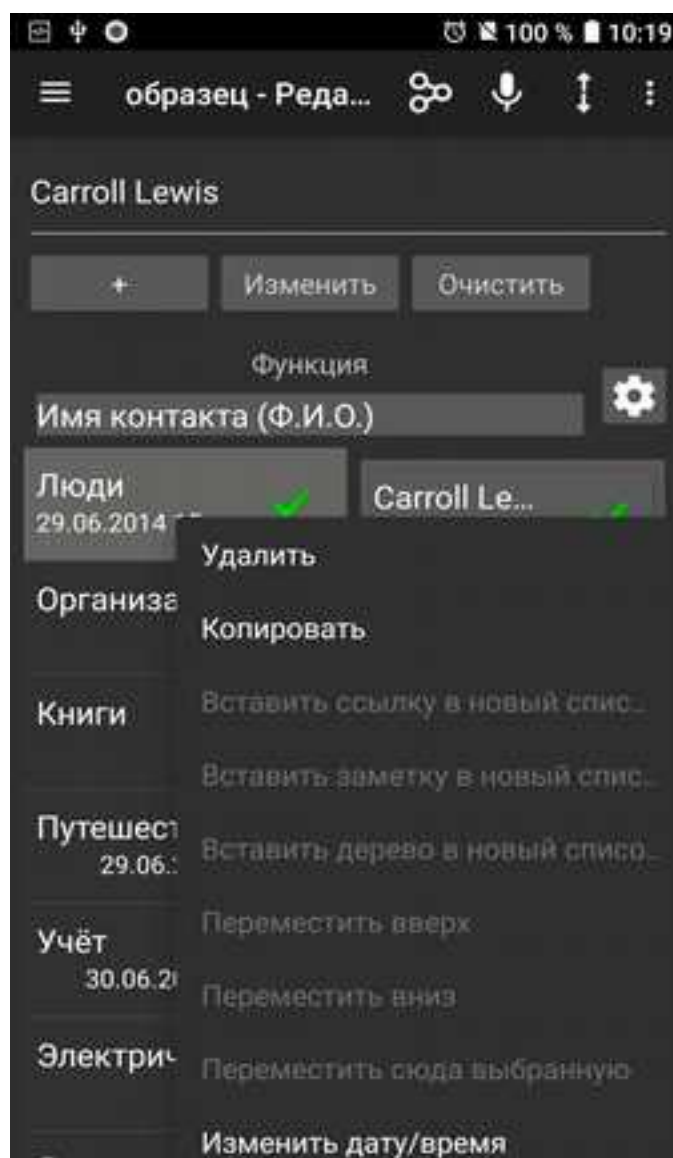 100 % 10:19
образец - Реда...
Carroll Lewis
+ Изменить Очистить
Функция
Имя контакта (Ф.И.О.)
Люди
29.06.2014
Carroll Le...
Удалить
Организа
Копировать
Книги
Вставить ссылку в новый спис...
Вставить заметку в новый спис...
Путешест
29.06.:
Вставить дерево в новый списо...
Переместить вверх
Учёт
30.06.20
Переместить вниз
Электрич
Переместить сюда выбранную
Изменить дату/время